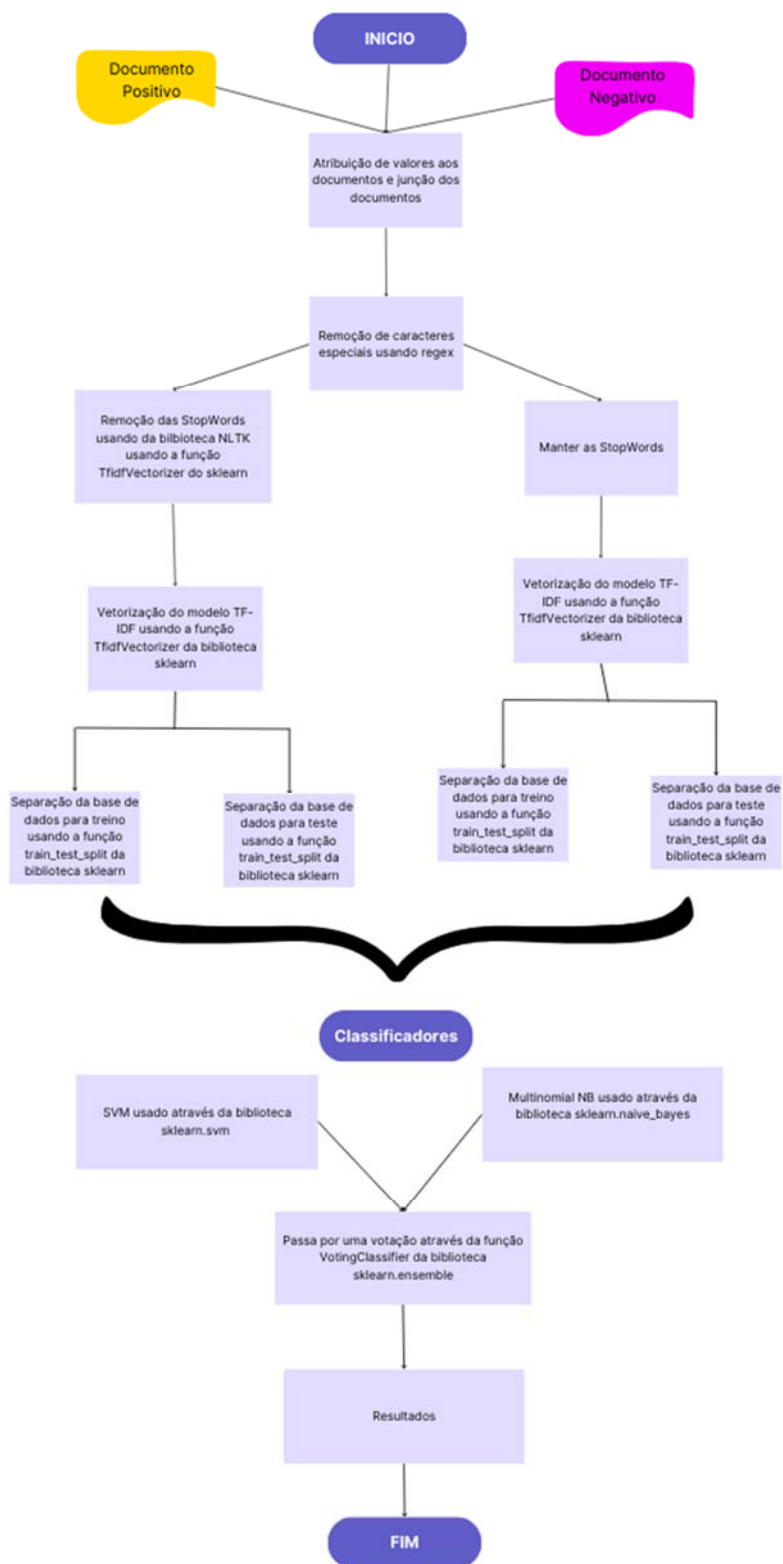 INICIO
Documento
Positivo
Documento
Negativo
Atribuição de valores aos
documentos e junção dos
documentos
Remoção de caracteres
especiais usando regex
Remoção das StopWords
usando da bilbioteca NLTK
usando a função
TfidfVectorizer do sklearn
Manter as StopWords
Vetorização do modelo TF-
IDF usando a função
TfidfVectorizer da biblioteca
sklearn
Vetorização do modelo TF-
IDF usando a função
TfidfVectorizer da biblioteca
sklearn
Separação da base de
dados para treino
usando a função
train_test_split da
biblioteca sklearn
Separação da base de
dados para teste
usando a função
train_test_split da
biblioteca sklearn
Separação da base de
dados para treino
usando a função
train_test_split da
biblioteca sklearn
Separação da base de
dados para teste
usando a função
train_test_split da
biblioteca sklearn
Classificadores
SVM usado através da biblioteca
sklearn.svm
Multinomial NB usado através da
biblioteca sklearn.naive_bayes
Passa por uma votação através da função
VotingClassifier da biblioteca
sklearn.ensemble
Resultados
FIM